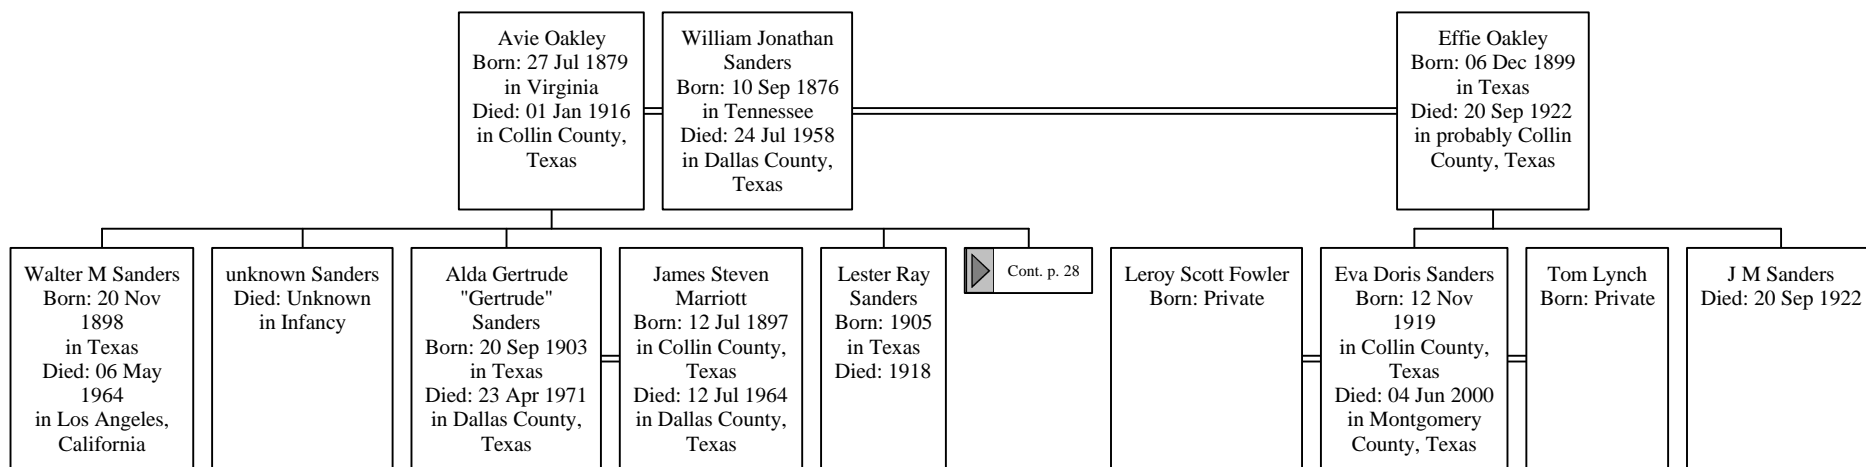 Avie Oakley
Born: 27 Jul 1879
in Virginia
Died: 01 Jan 1916
in Collin County,
Texas
William Jonathan
Sanders
Born: 10 Sep 1876
in Tennessee
Died: 24 Jul 1958
in Dallas County,
Texas
Effie Oakley
Born: 06 Dec 1899
in Texas
Died: 20 Sep 1922
in probably Collin
County, Texas
Walter M Sanders
Born: 20 Nov
1898
in Texas
Died: 06 May
1964
in Los Angeles,
California
unknown Sanders
Died: Unknown
in Infancy
Alda Gertrude
"Gertrude"
Sanders
Born: 20 Sep 1903
in Texas
Died: 23 Apr 1971
in Dallas County,
Texas
James Steven
Marriott
Born: 12 Jul 1897
in Collin County,
Texas
Died: 12 Jul 1964
in Dallas County,
Texas
Lester Ray
Sanders
Born: 1905
in Texas
Died: 1918
Cont. p. 28
Leroy Scott Fowler
Born: Private
Eva Doris Sanders
Born: 12 Nov
1919
in Collin County,
Texas
Died: 04 Jun 2000
in Montgomery
County, Texas
Tom Lynch
Born: Private
J M Sanders
Died: 20 Sep 1922